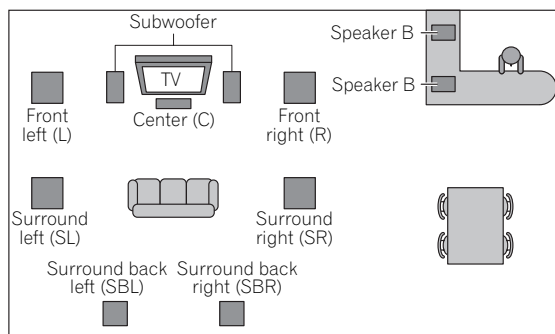 Subwoofer
TV
Center (C)
Front
left (L)
Front
right (R)
Speaker B
Speaker B
Surround
left (SL)
Surround
right (SR)
Surround back
left (SBL)
Surround back
right (SBR)